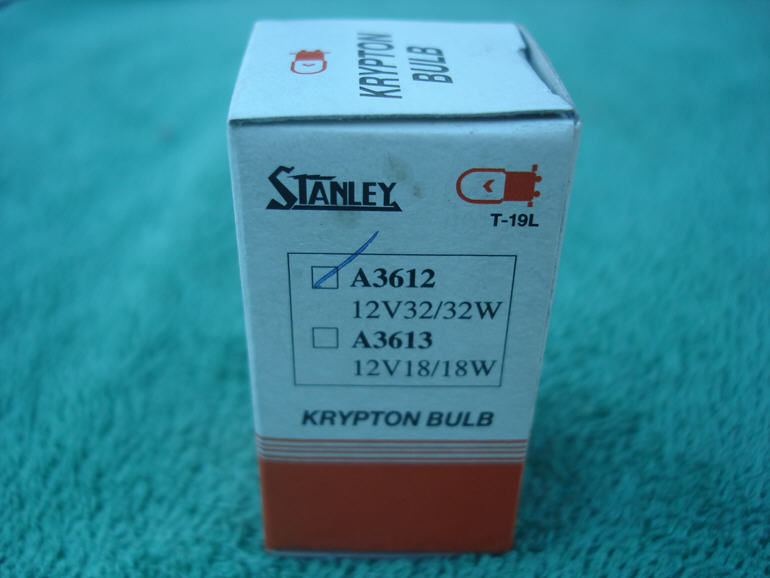 KRYPTON
BULB
STANLEY
T-19L
A3612
12V32/32W
A3613
12V18/18W
KRYPTON BULB